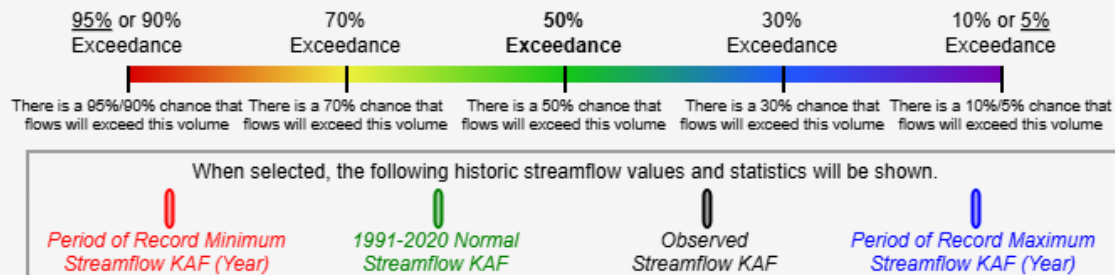 95% or 90% 70% 50% 30% 10% or 5%
Exceedance Exceedance Exceedance Exceedance Exceedance
There is a 95%/90% chance that There is a 70% chance that There is a 50% chance that There is a 30% chance that There is a 10%/5% chance that
flows will exceed this volume flows will exceed this volume flows will exceed this volume flows will exceed this volume flows will exceed this volume
When selected, the following historic streamflow values and statistics will be shown.
Period of Record Minimum 1991-2020 Normal Observed Period of Record Maximum
Streamflow KAF (Year) Streamflow KAF Streamflow KAF Streamflow KAF (Year)